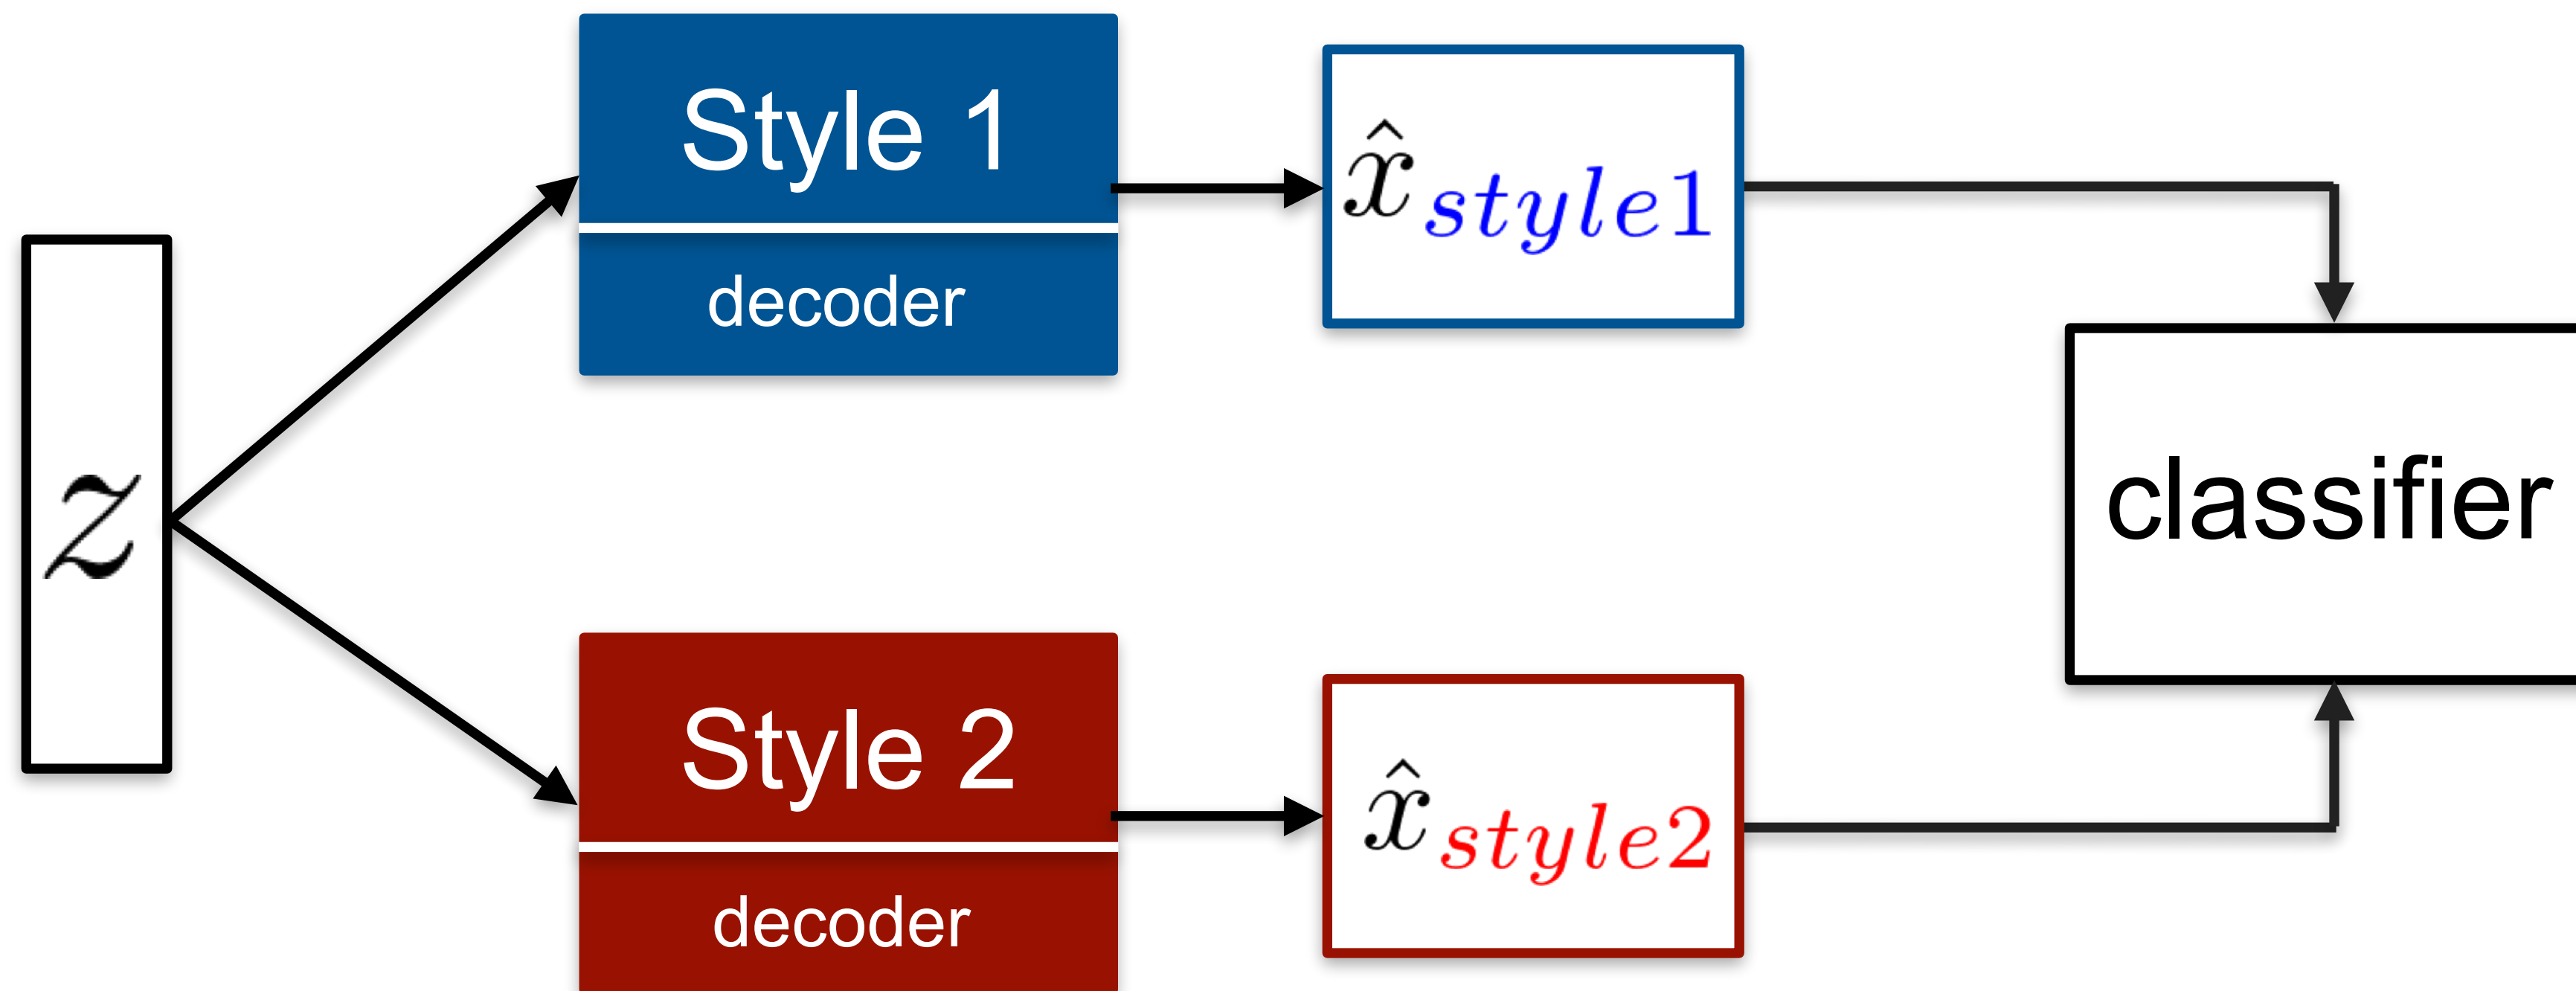 z
Style 1
decoder
x̂style1
classifier
Style 2
decoder
x̂style2